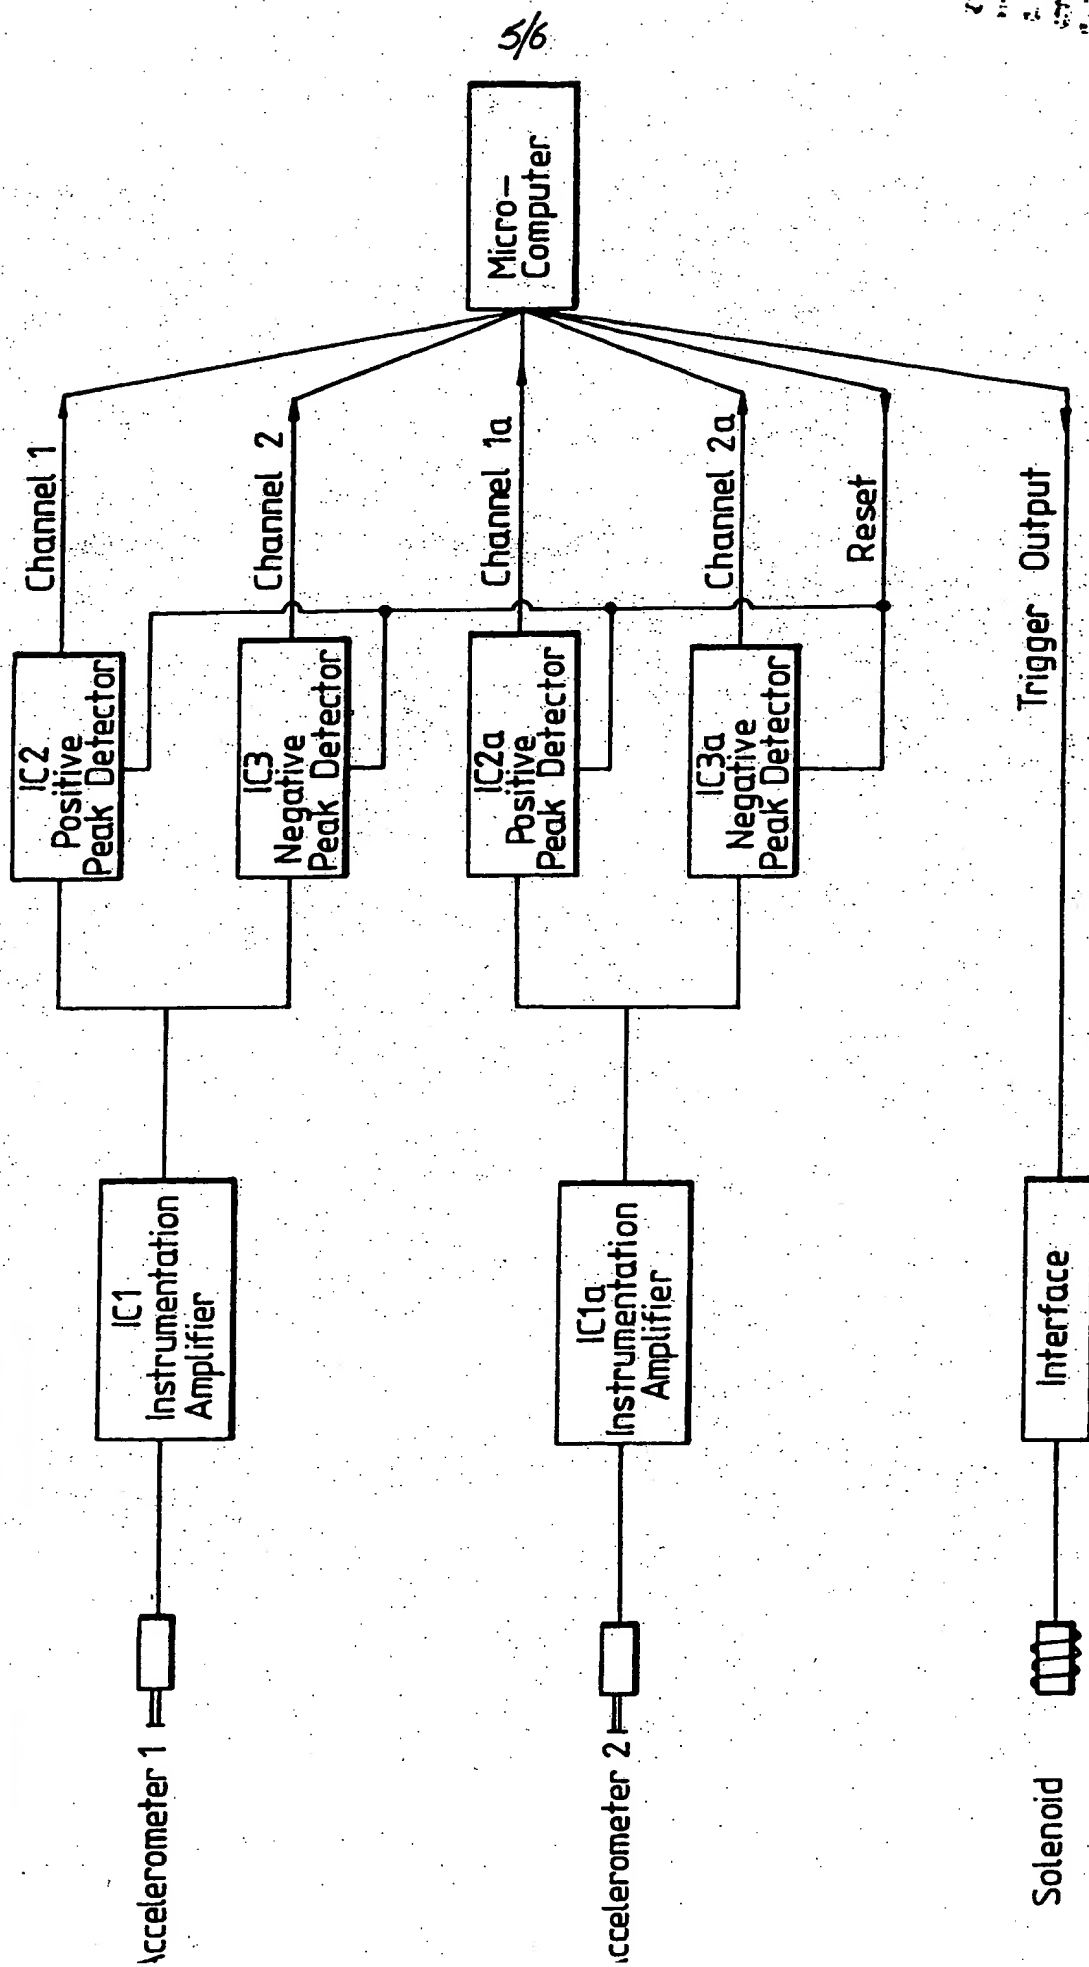 5/6
Micro-
Computer
Channel 1
Channel 2
Channel 1a
Channel 2a
Reset
Trigger Output
IC2
Positive
Peak Detector
IC3
Negative
Peak Detector
IC2a
Positive
Peak Detector
IC3a
Negative
Peak Detector
IC1
Instrumentation
Amplifier
IC1a
Instrumentation
Amplifier
Interface
Accelerometer 1
ccelerometer 2
Solenoid